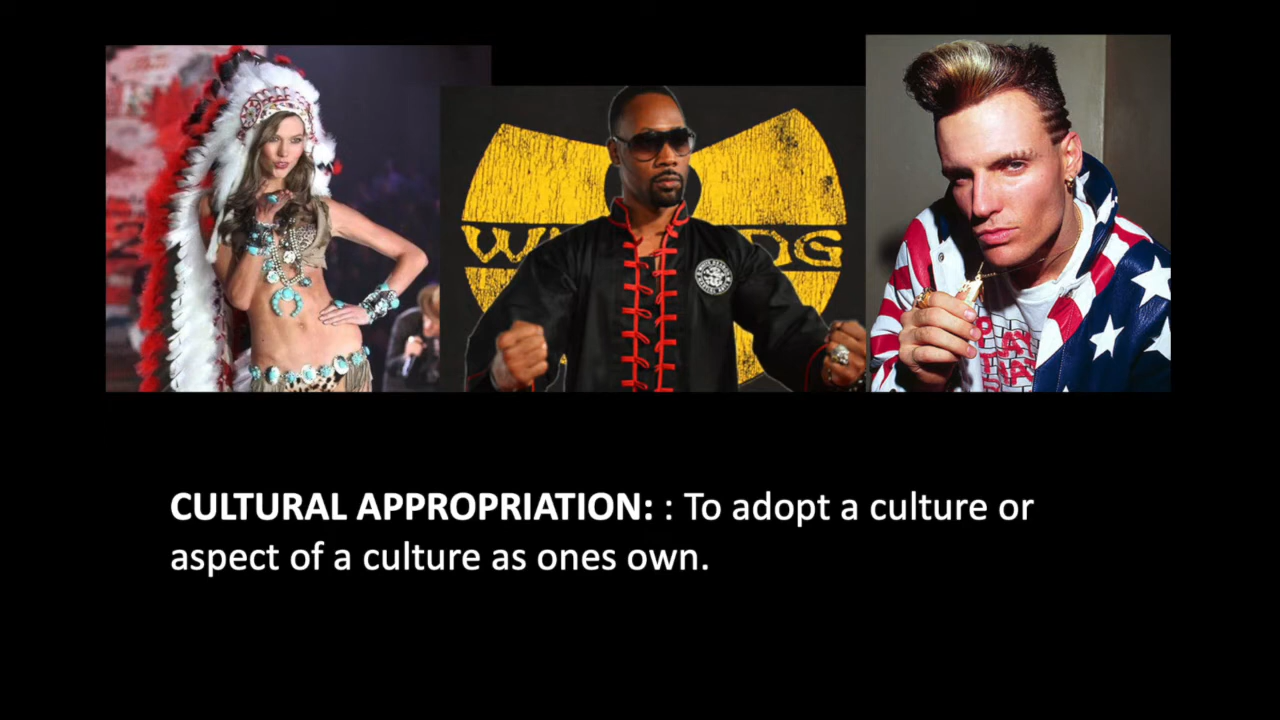 CULTURAL APPROPRIATION: : To adopt a culture or
aspect of a culture as ones own.